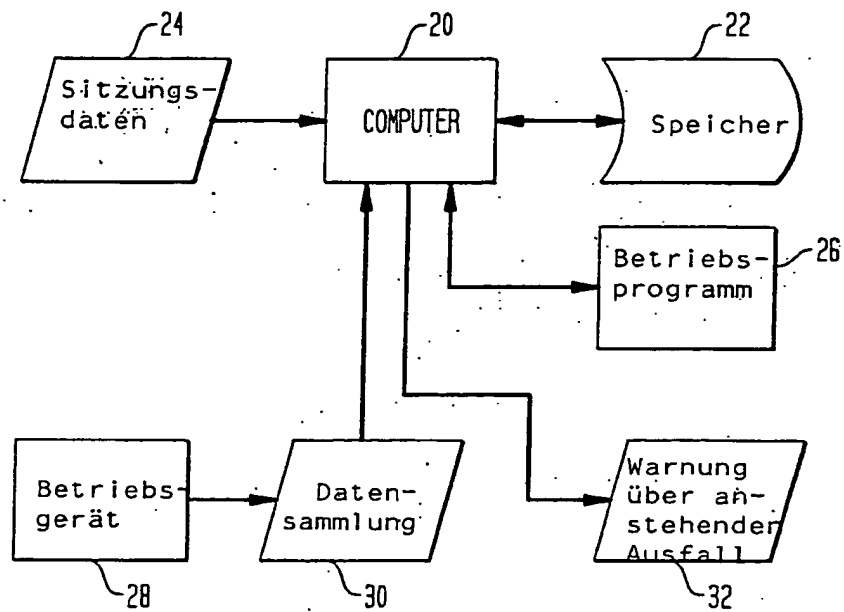 24
20
22
Sitzungs-
daten
COMPUTER
Speicher
Betriebs-
programm
26
Betriebs-
gerät
Daten-
sammlung
Warnung
über an-
stehender
Ausfall
28
30
32